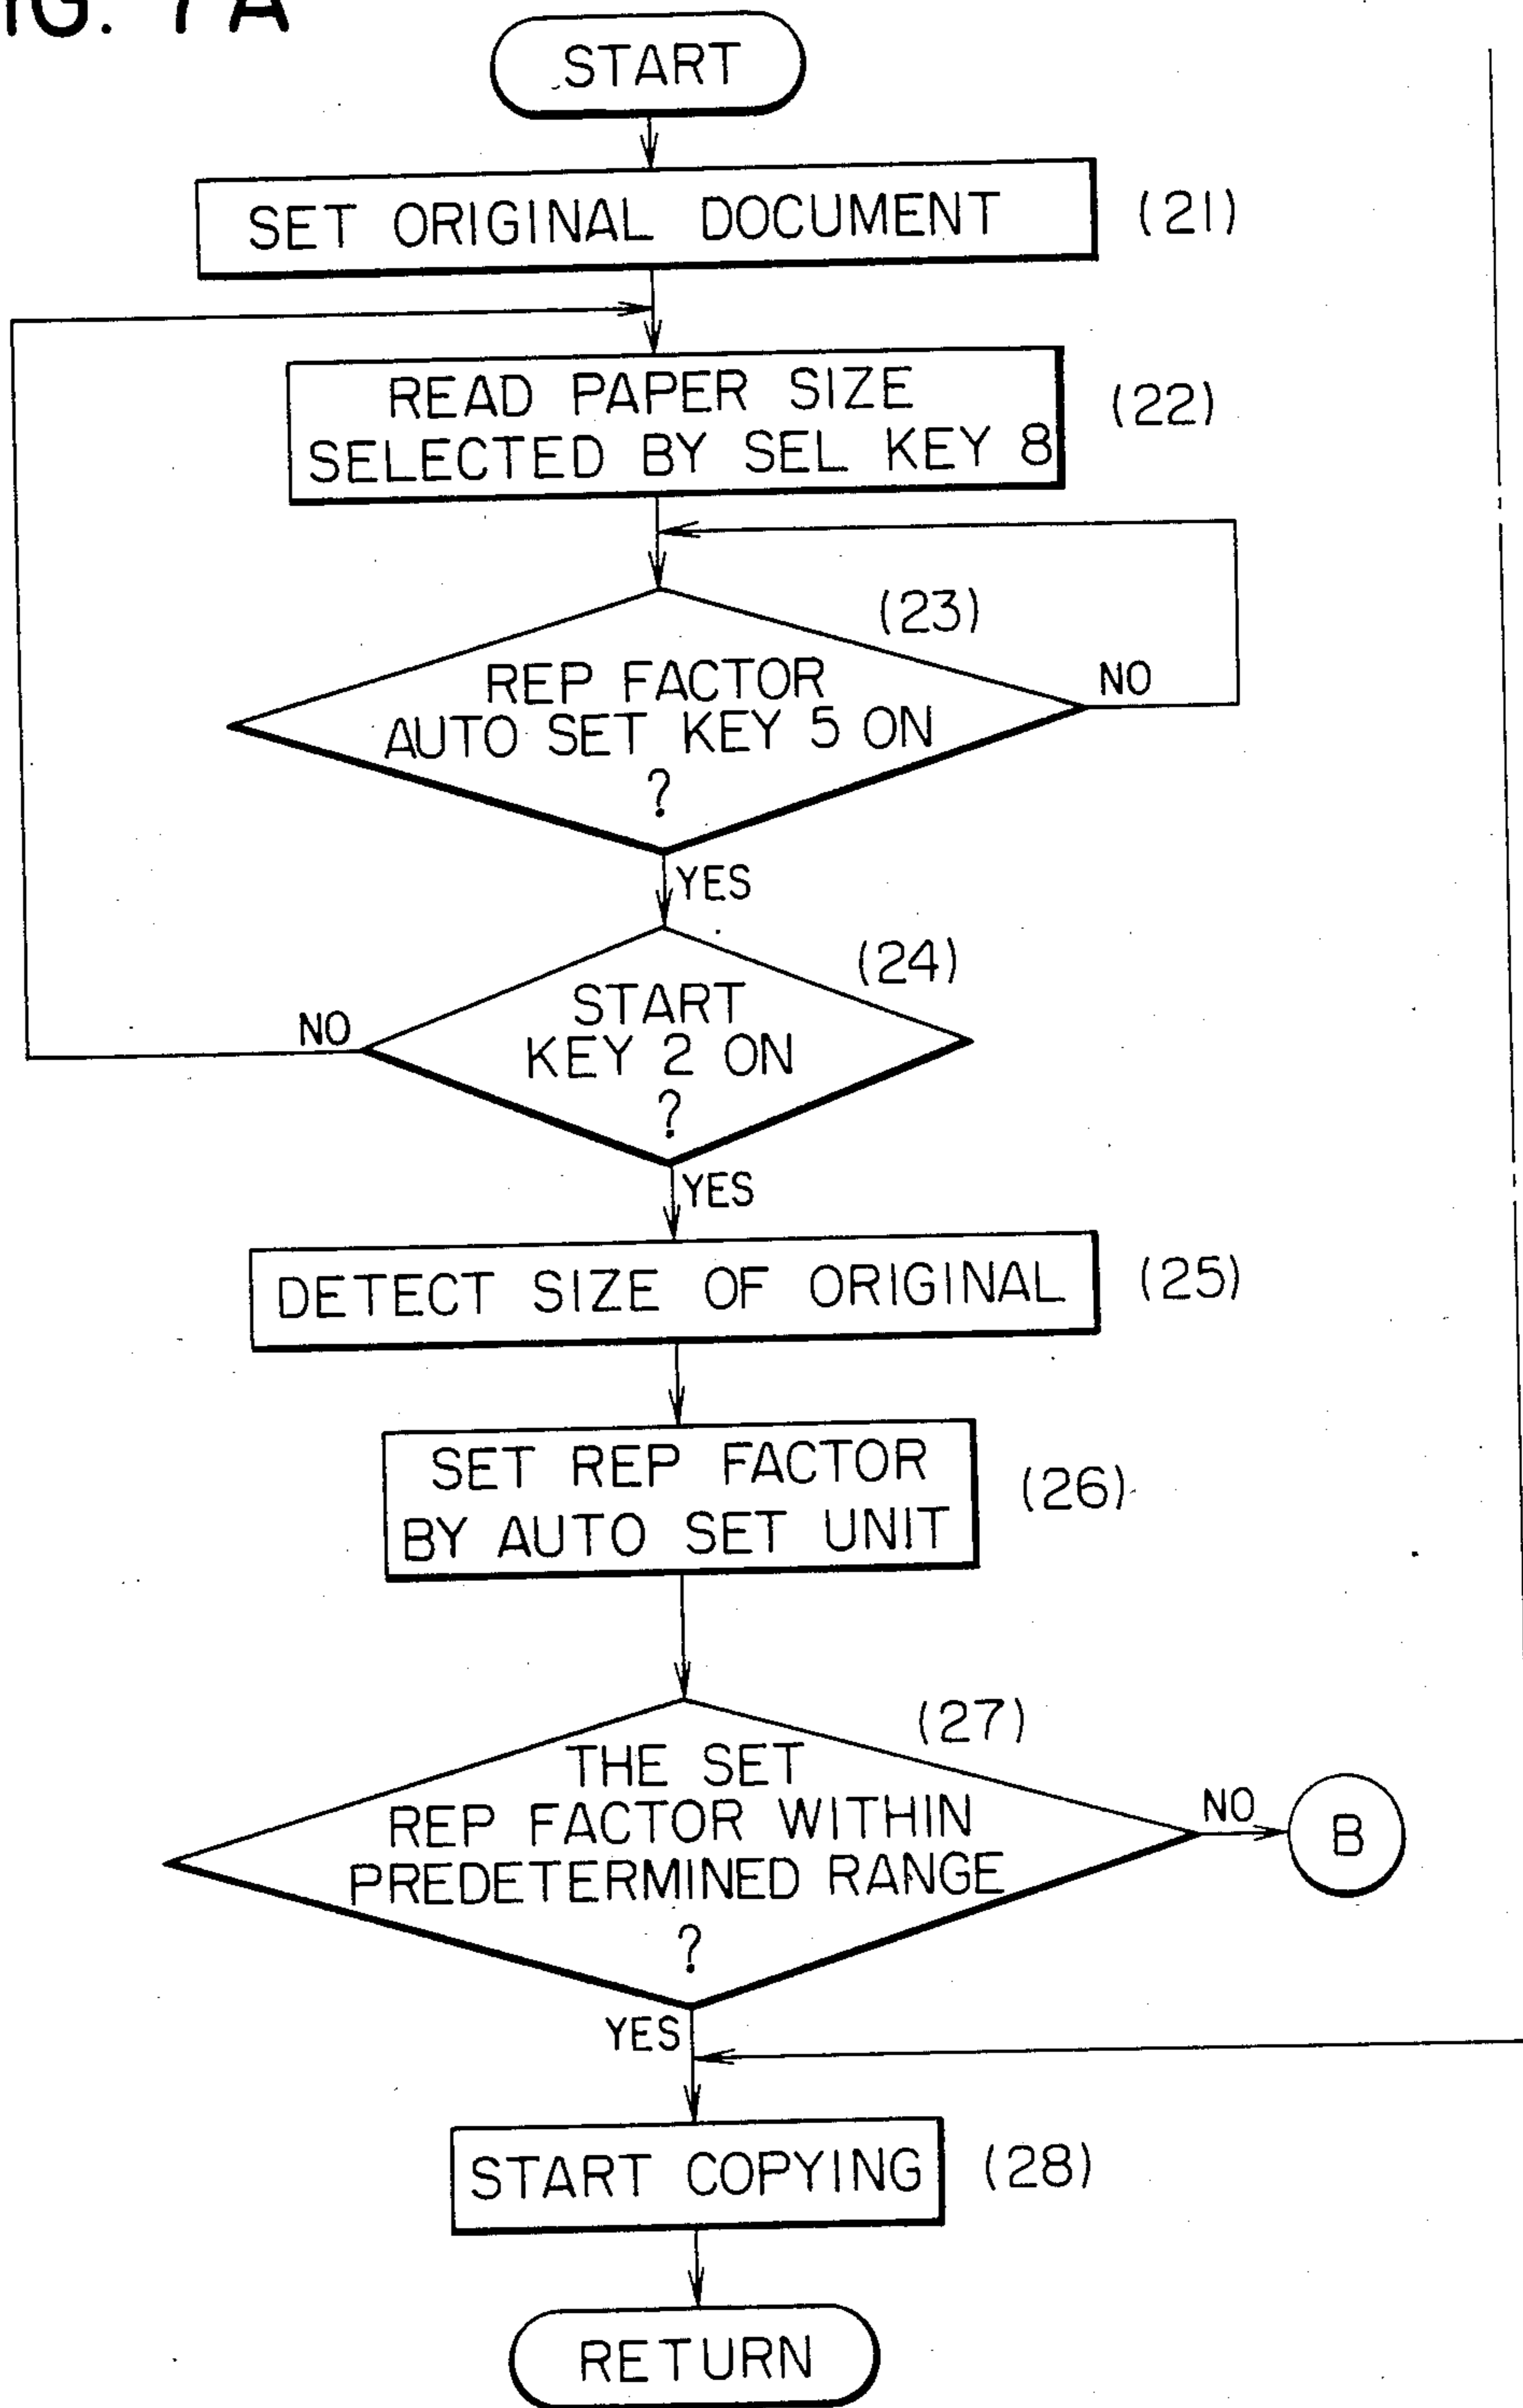 FIG. 7A
START
SET ORIGINAL DOCUMENT (21)
READ PAPER SIZE
SELECTED BY SEL KEY 8
(22)
(23)
REP FACTOR
AUTO SET KEY 5 ON
?
NO
YES
(24)
START
KEY 2 ON
?
NO
YES
DETECT SIZE OF ORIGINAL (25)
SET REP FACTOR
BY AUTO SET UNIT
(26)
(27)
THE SET
REP FACTOR WITHIN
PREDETERMINED RANGE
?
NO
B
YES
START COPYING (28)
RETURN